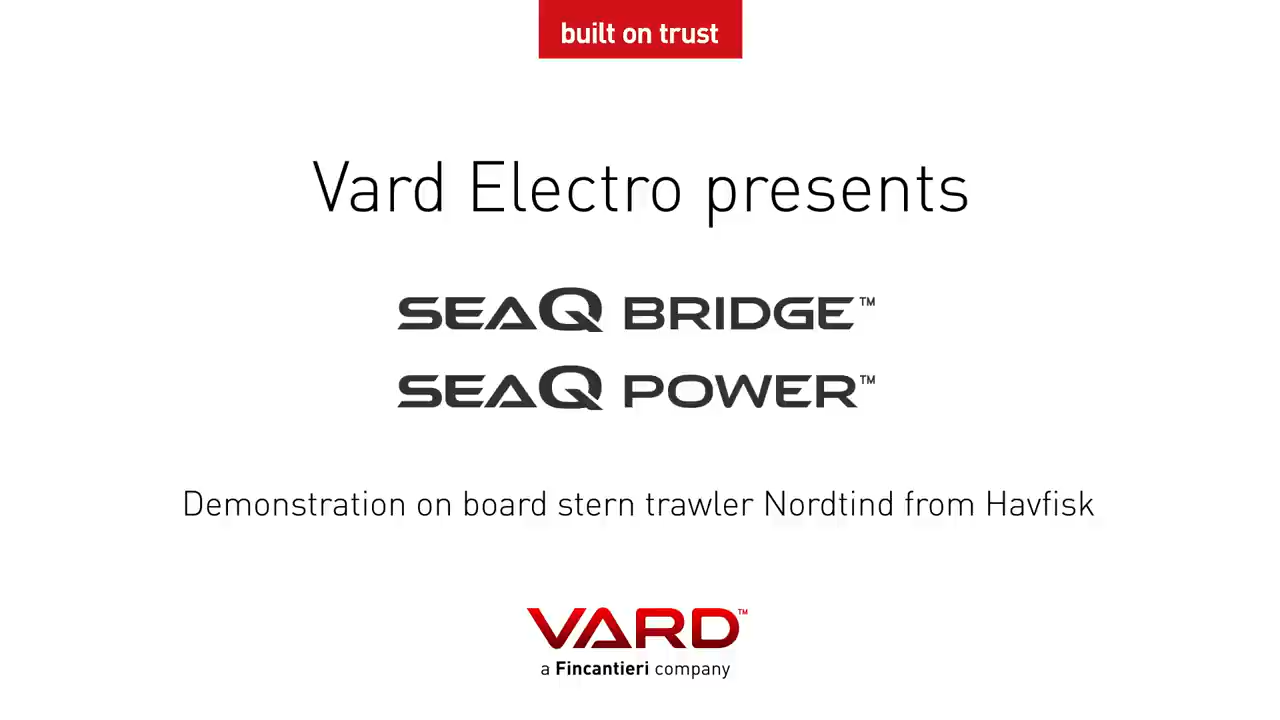 built on trust
Vard Electro presents
SEAQ BRIDGE™
SEAQ POWER™
Demonstration on board stern trawler Nordtind from Havfisk
VARD™
a Fincantieri company